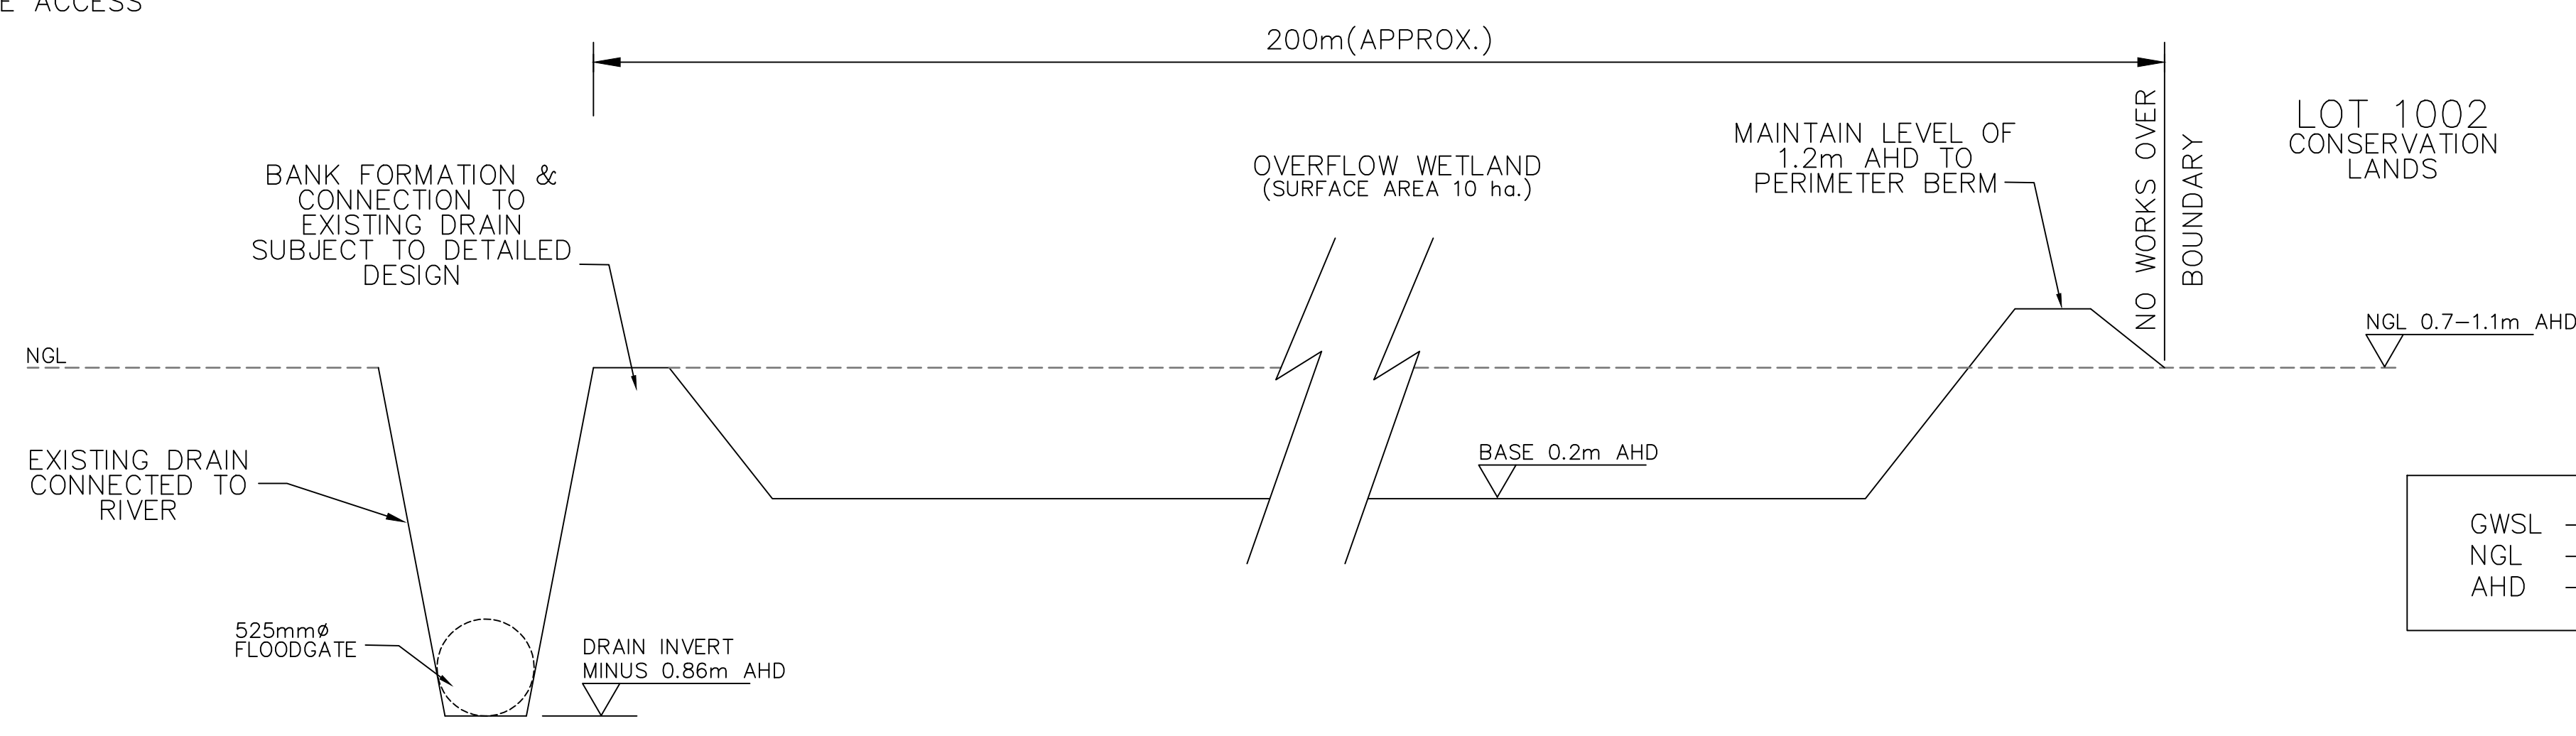 E ACCESS
200m(APPROX.)
BANK FORMATION &
CONNECTION TO
EXISTING DRAIN
SUBJECT TO DETAILED
DESIGN
OVERFLOW WETLAND
(SURFACE AREA 10 ha.)
MAINTAIN LEVEL OF
1.2m AHD TO
PERIMETER BERM
NO WORKS OVER
BOUNDARY
LOT 1002
CONSERVATION
LANDS
NGL
NGL 0.7-1.1m AHD
EXISTING DRAIN
CONNECTED TO
RIVER
BASE 0.2m AHD
525mmø
FLOODGATE
DRAIN INVERT
MINUS 0.86m AHD
GWSL -
NGL -
AHD -